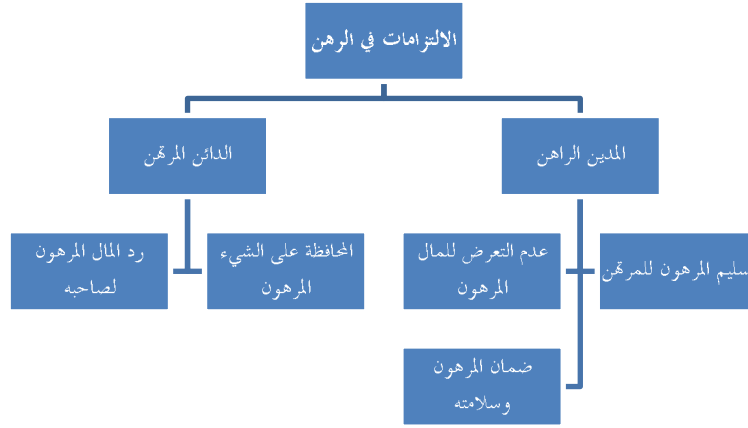 الالتزامات في الرهن
المدين الراهن
الدائن المرتهن
سليم المرهون للمرتهن
عدم التعرض للمال
المرهون
المحافظة على الشيء
المرهون
رد المال المرهون
لصاحبه
ضمان المرهون
وسلامته